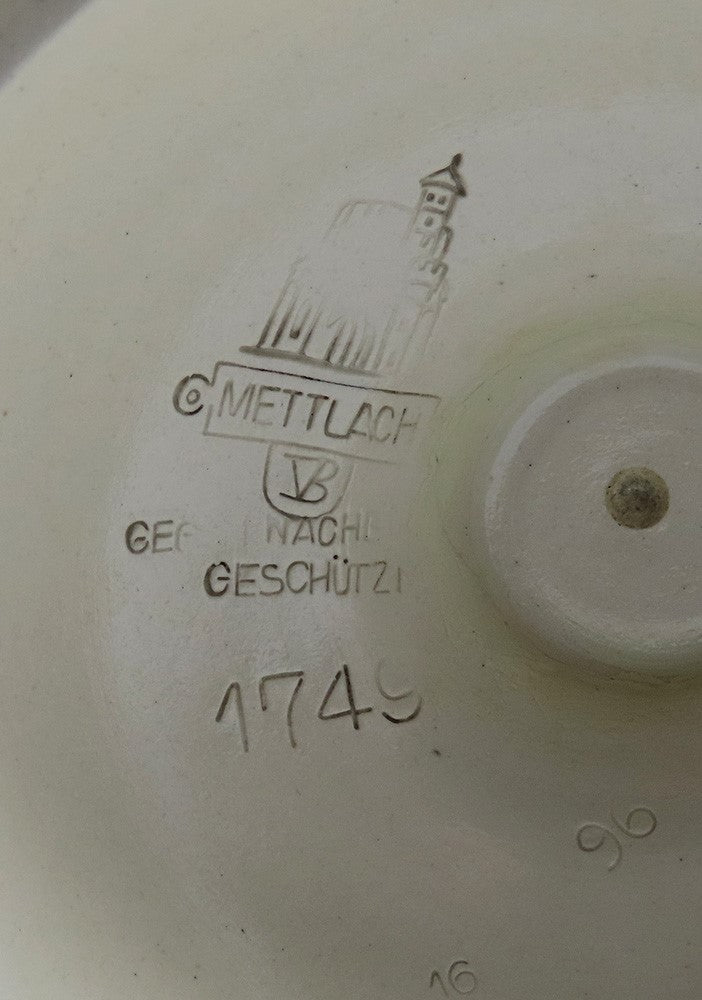 METTLACH
VB
GESCHÜTZT
1749
96
16